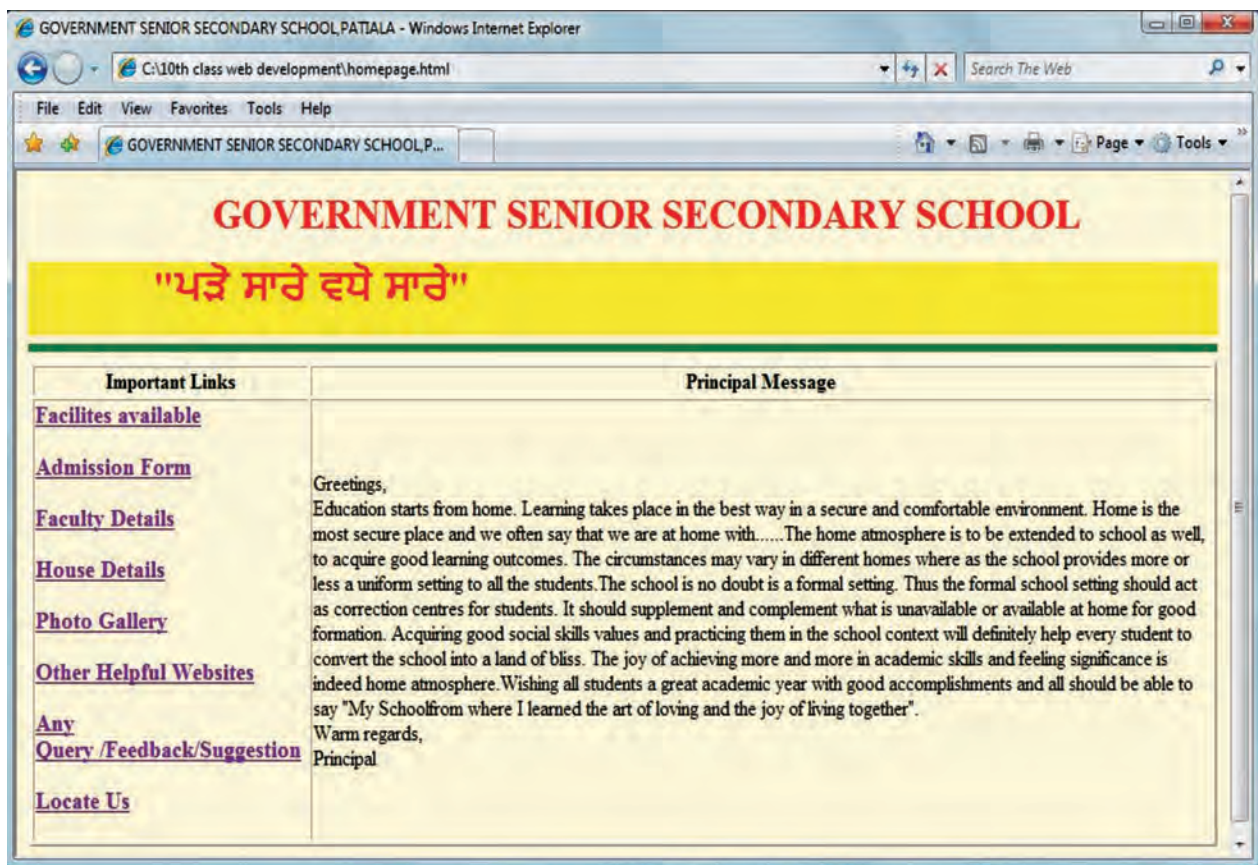 GOVERNMENT SENIOR SECONDARY SCHOOL,PATIALA - Windows Internet Explorer
C:\10th class web development\homepage.html
Search The Web
File Edit View Favorites Tools Help
GOVERNMENT SENIOR SECONDARY SCHOOL,P...
Page Tools
GOVERNMENT SENIOR SECONDARY SCHOOL
"ਪੜੋ ਸਾਰੇ ਵਧੋ ਸਾਰੇ"
Important Links
Facilites available
Admission Form
Faculty Details
House Details
Photo Gallery
Other Helpful Websites
Any
Query /Feedback/Suggestion
Locate Us
Principal Message
Greetings,
Education starts from home. Learning takes place in the best way in a secure and comfortable environment. Home is the
most secure place and we often say that we are at home with......The home atmosphere is to be extended to school as well,
to acquire good learning outcomes. The circumstances may vary in different homes where as the school provides more or
less a uniform setting to all the students.The school is no doubt is a formal setting. Thus the formal school setting should act
as correction centres for students. It should supplement and complement what is unavailable or available at home for good
formation. Acquiring good social skills values and practicing them in the school context will definitely help every student to
convert the school into a land of bliss. The joy of achieving more and more in academic skills and feeling significance is
indeed home atmosphere.Wishing all students a great academic year with good accomplishments and all should be able to
say "My Schoolfrom where I learned the art of loving and the joy of living together".
Warm regards,
Principal